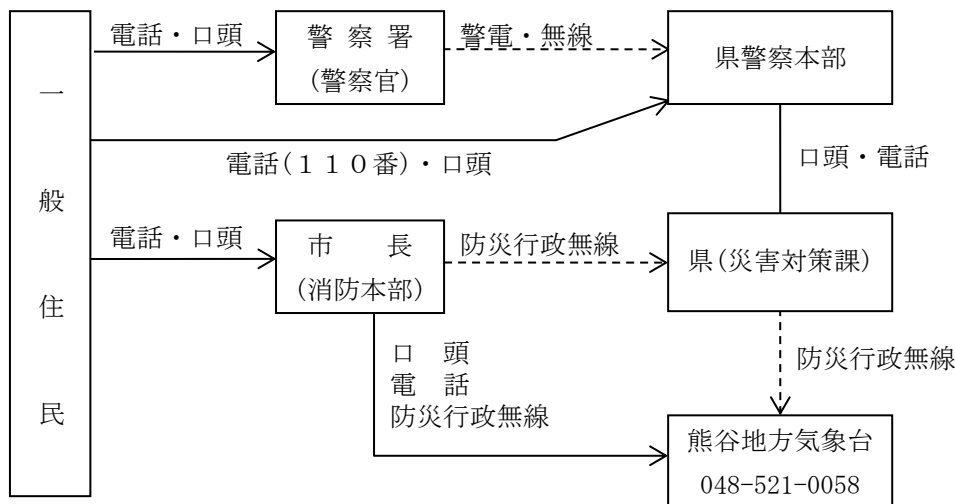 一般住民
電話・口頭
警 察 署
(警察官)
警電・無線
県警察本部
電話(１１０番)・口頭
口頭・電話
電話・口頭
市　　長
(消防本部)
防災行政無線
県(災害対策課)
口　頭
電　話
防災行政無線
防災行政無線
熊谷地方気象台
048-521-0058